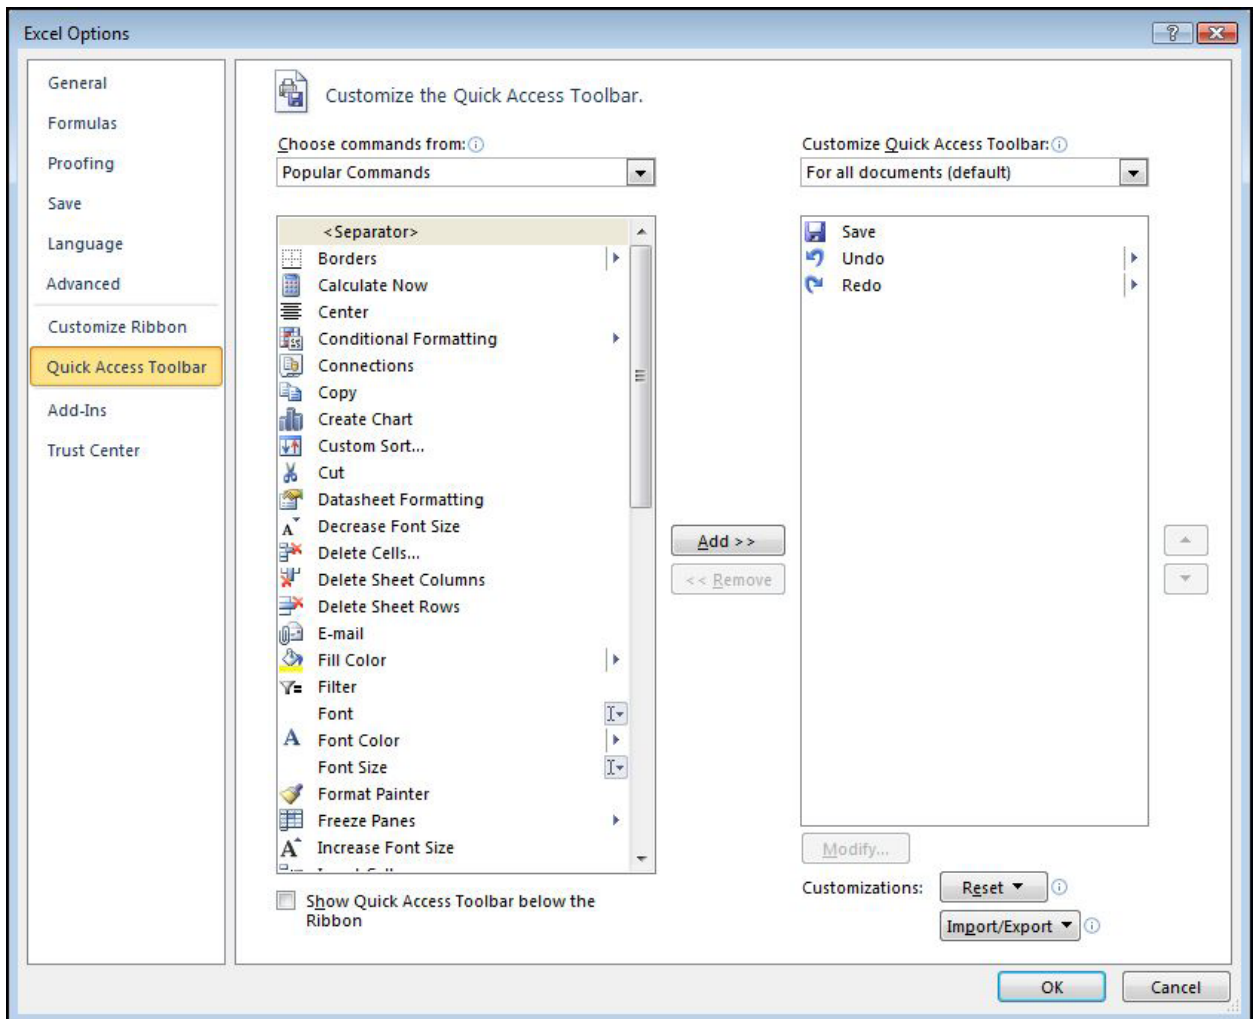 Excel Options
General
Formulas
Proofing
Save
Language
Advanced
Customize Ribbon
Quick Access Toolbar
Add-Ins
Trust Center
Customize the Quick Access Toolbar.
Choose commands from:
Popular Commands
<Separator>
Borders
Calculate Now
Center
Conditional Formatting
Connections
Copy
Create Chart
Custom Sort...
Cut
Datasheet Formatting
Decrease Font Size
Delete Cells...
Delete Sheet Columns
Delete Sheet Rows
E-mail
Fill Color
Filter
Font
Font Color
Font Size
Format Painter
Freeze Panes
Increase Font Size
Show Quick Access Toolbar below the
Ribbon
Add >>
<< Remove
Customize Quick Access Toolbar:
For all documents (default)
Save
Undo
Redo
Modify...
Customizations:
Reset
Import/Export
OK
Cancel